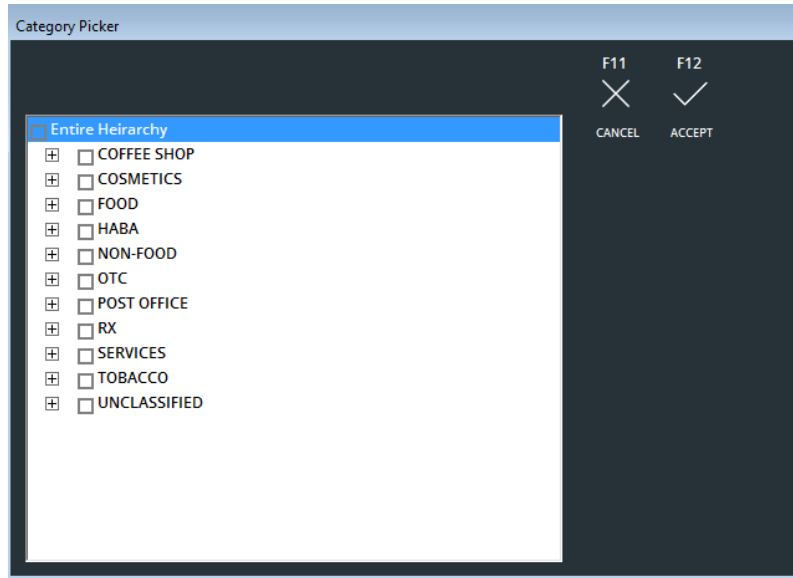 Category Picker
F11 F12
CANCEL ACCEPT
Entire Heirarchy
COFFEE SHOP
COSMETICS
FOOD
HABA
NON-FOOD
OTC
POST OFFICE
RX
SERVICES
TOBACCO
UNCLASSIFIED